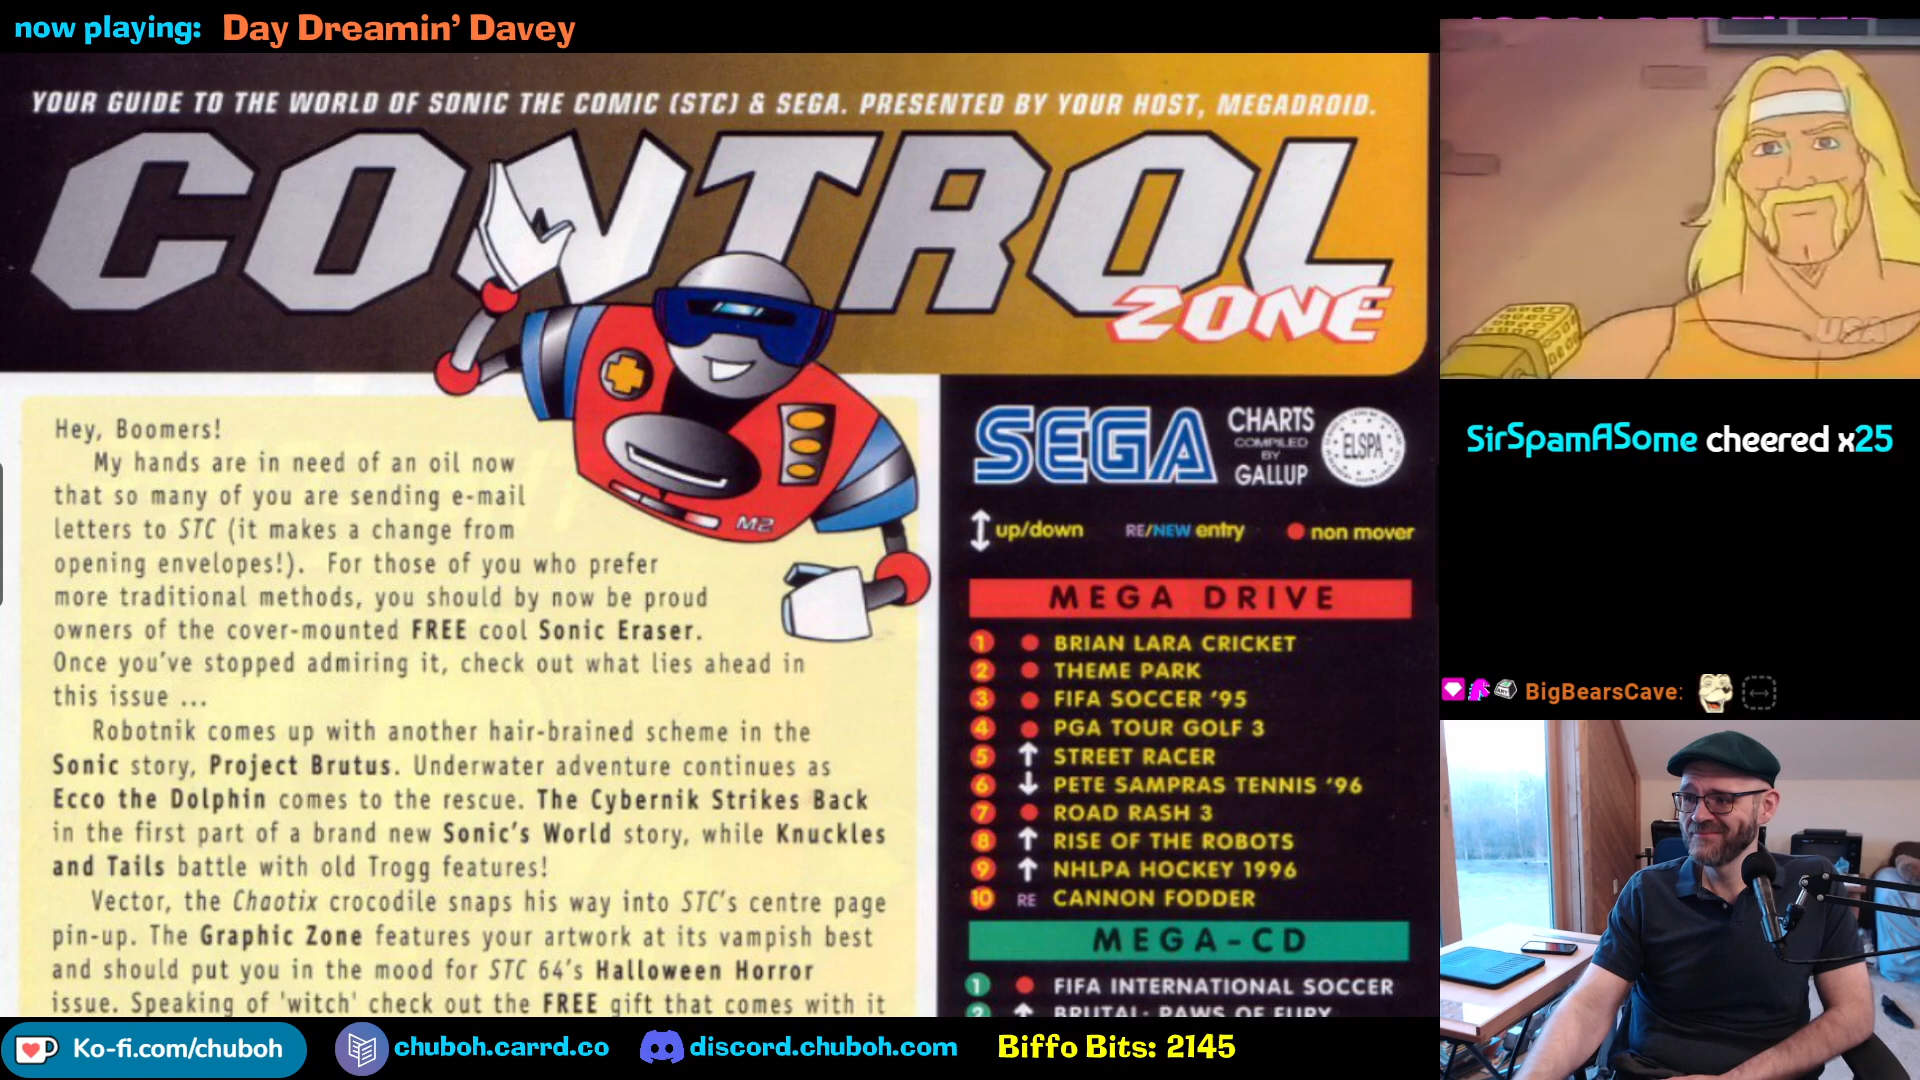 now playing: Day Dreamin' Davey
YOUR GUIDE TO THE WORLD OF SONIC THE COMIC (STC) & SEGA. PRESENTED BY YOUR HOST, MEGADROID.
CONTROL
ZONE
M2
Hey, Boomers!
My hands are in need of an oil now
that so many of you are sending e-mail
letters to STC (it makes a change from
opening envelopes!). For those of you who prefer
more traditional methods, you should by now be proud
owners of the cover-mounted FREE cool Sonic Eraser.
Once you've stopped admiring it, check out what lies ahead in
this issue ...
Robotnik comes up with another hair-brained scheme in the
Sonic story, Project Brutus. Underwater adventure continues as
Ecco the Dolphin comes to the rescue. The Cybernik Strikes Back
in the first part of a brand new Sonic's World story, while Knuckles
and Tails battle with old Trogg features!
Vector, the Chaotix crocodile snaps his way into STC's centre page
pin-up. The Graphic Zone features your artwork at its vampish best
and should put you in the mood for STC 64's Halloween Horror
issue. Speaking of 'witch' check out the FREE gift that comes with it
SEGA
CHARTS
COMPILED
BY
GALLUP
ELSPA
up/down RE/NEW entry non mover
MEGA DRIVE
1 BRIAN LARA CRICKET
2 THEME PARK
3 FIFA SOCCER '95
4 PGA TOUR GOLF 3
5 STREET RACER
6 PETE SAMPRAS TENNIS '96
7 ROAD RASH 3
8 RISE OF THE ROBOTS
9 NHLPA HOCKEY 1996
10 RE CANNON FODDER
MEGA-CD
1 FIFA INTERNATIONAL SOCCER
2 BRUTAL: PAWS OF FURY
USA
SirSpamASome cheered x25
BigBearsCave:
Ko-fi.com/chuboh
chuboh.carrd.co
discord.chuboh.com
Biffo Bits: 2145